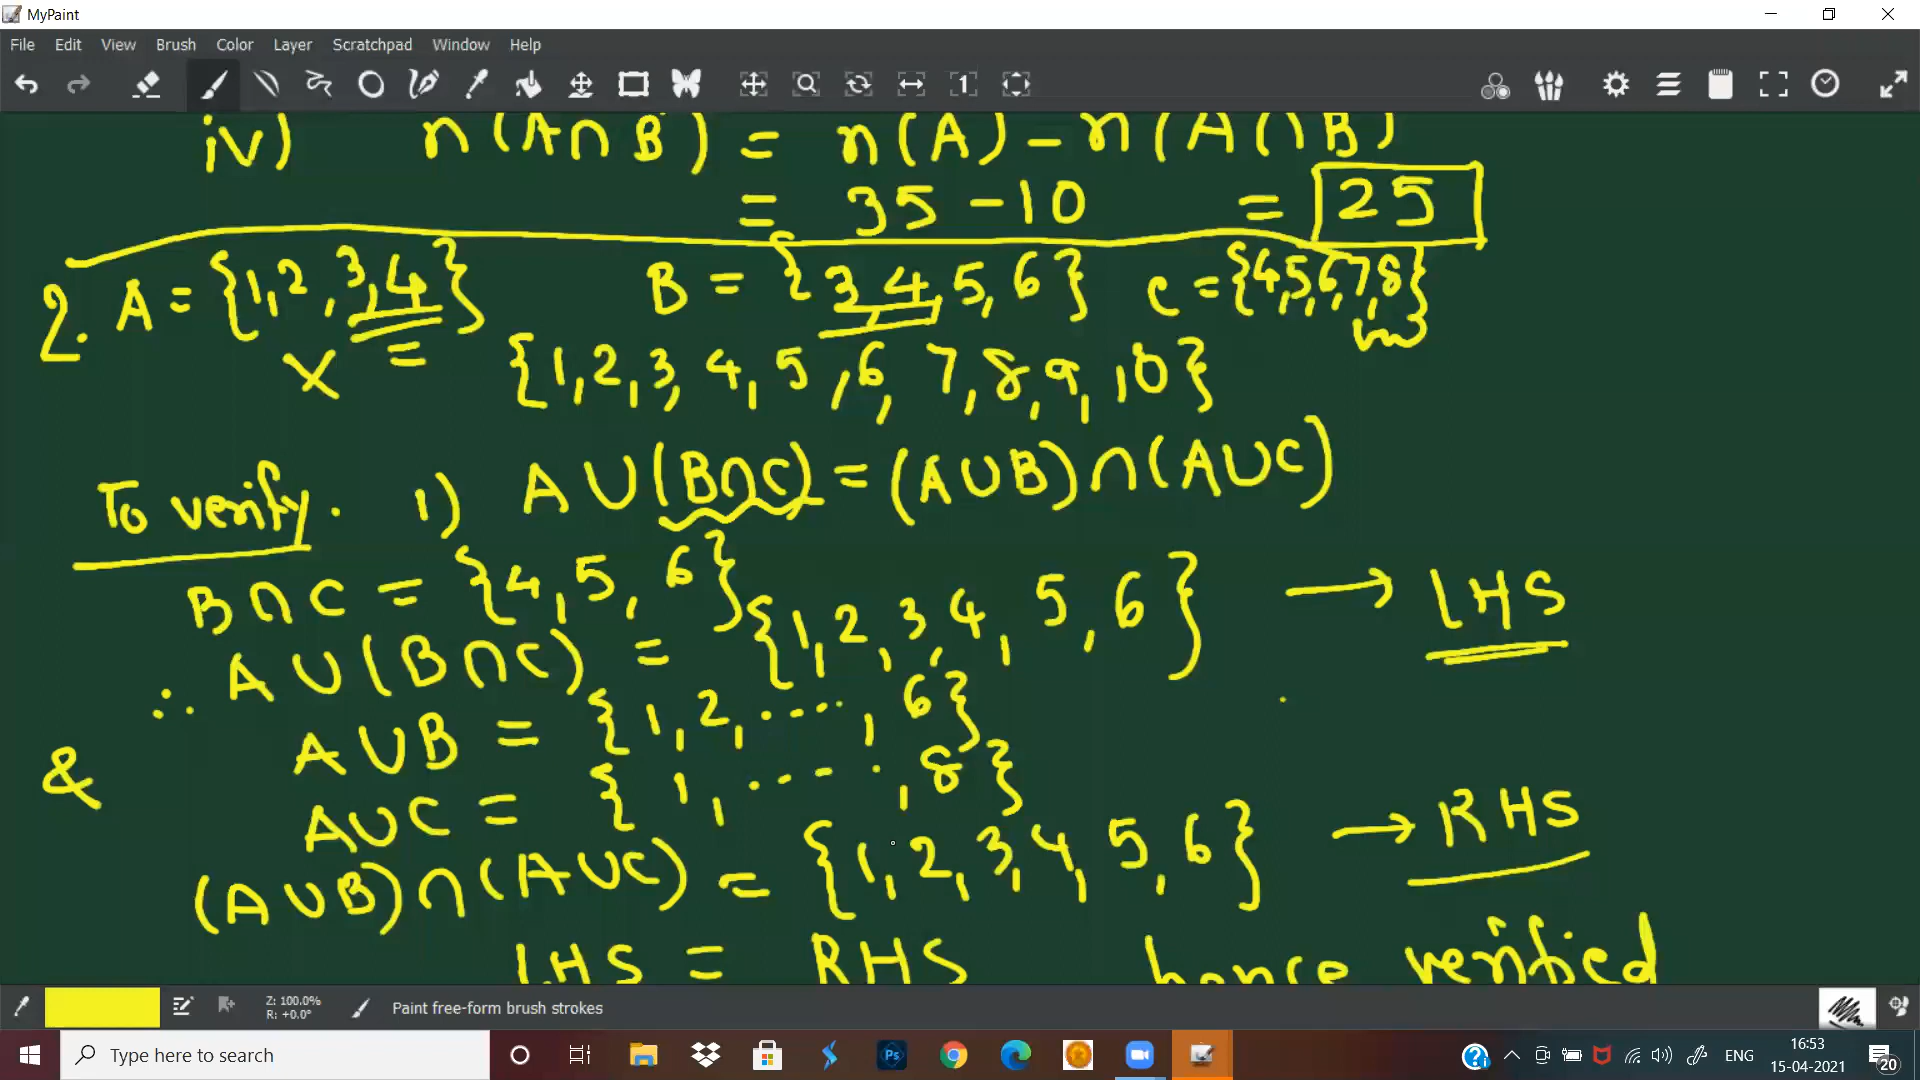 MyPaint
File Edit View Brush Color Layer Scratchpad Window Help
iv) n(A∩B') = n(A) - n(A∩B)
= 35 - 10 = 25
2. A = {1,2,3,4} B = {3,4,5,6} C = {4,5,6,7,8}
X = {1,2,3,4,5,6,7,8,9,10}
To verify. 1) A∪(B∩C) = (A∪B)∩(A∪C)
B∩C = {4,5,6}
∴ A∪(B∩C) = {1,2,3,4,5,6} → LHS
A∪B = {1,2,....,6}
& A∪C = {1,....,8}
(A∪B)∩(A∪C) = {1,2,3,4,5,6} → RHS
LHS = RHS hence verified
Z: 100.0%
R: +0.0°
Paint free-form brush strokes
Type here to search
ENG
16:53
15-04-2021
20